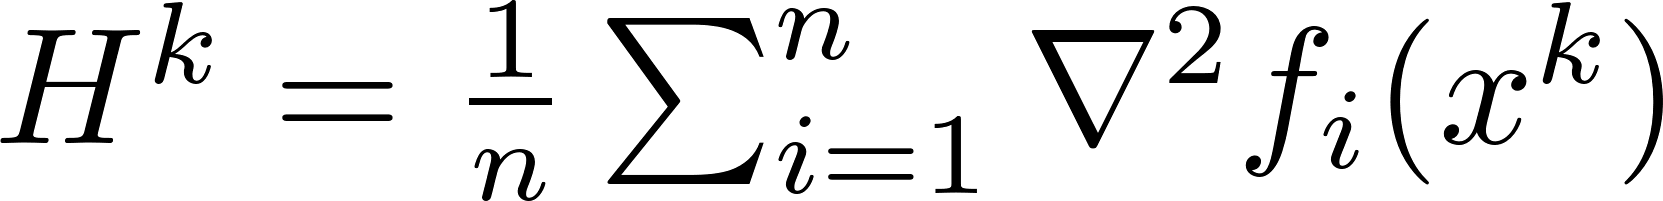 $H^k = \frac{1}{n} \sum_{i=1}^{n} \nabla^2 f_i(x^k)$